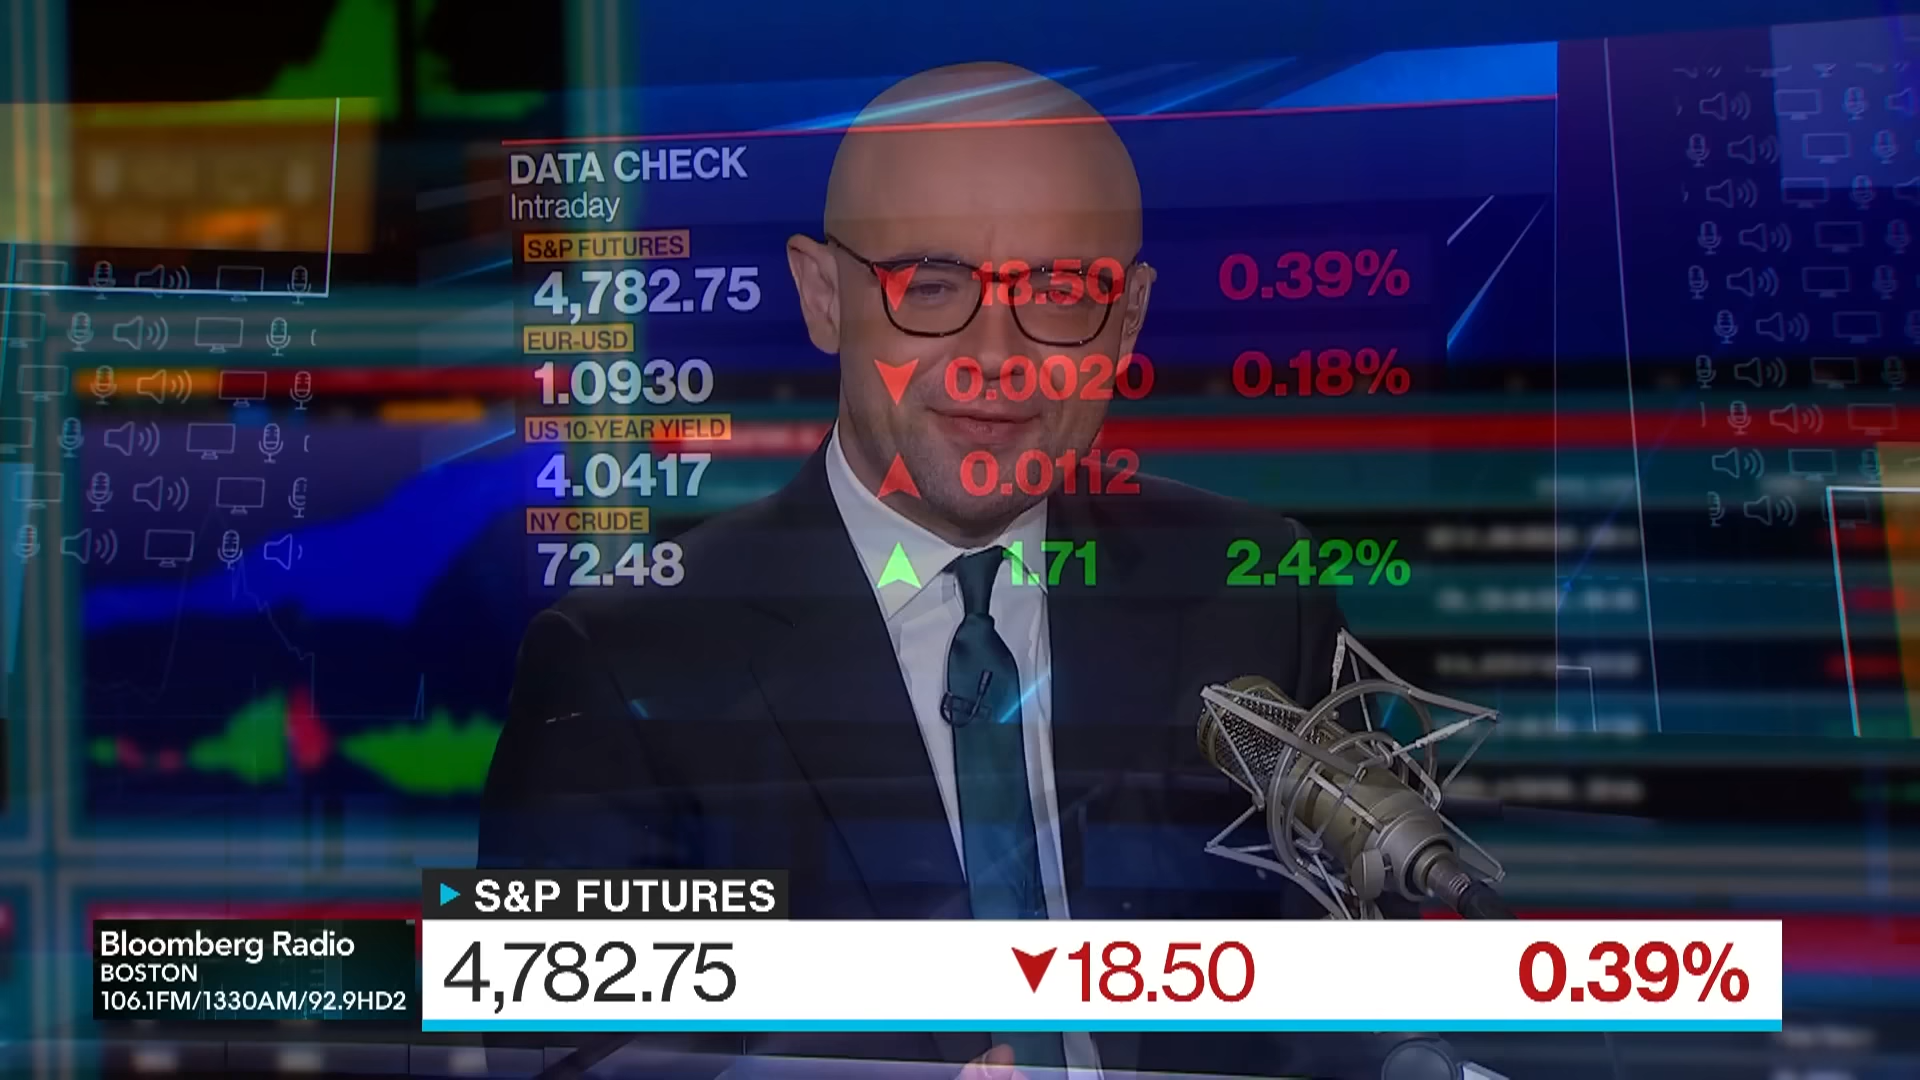 DATA CHECK
Intraday
S&P FUTURES
4,782.75 ▼ 18.50 0.39%
EUR-USD
1.0930 ▼ 0.0020 0.18%
US 10-YEAR YIELD
4.0417 ▲ 0.0112
NY CRUDE
72.48 ▲ 1.71 2.42%
S&P FUTURES
4,782.75 ▼18.50 0.39%
Bloomberg Radio
BOSTON
106.1FM/1330AM/92.9HD2